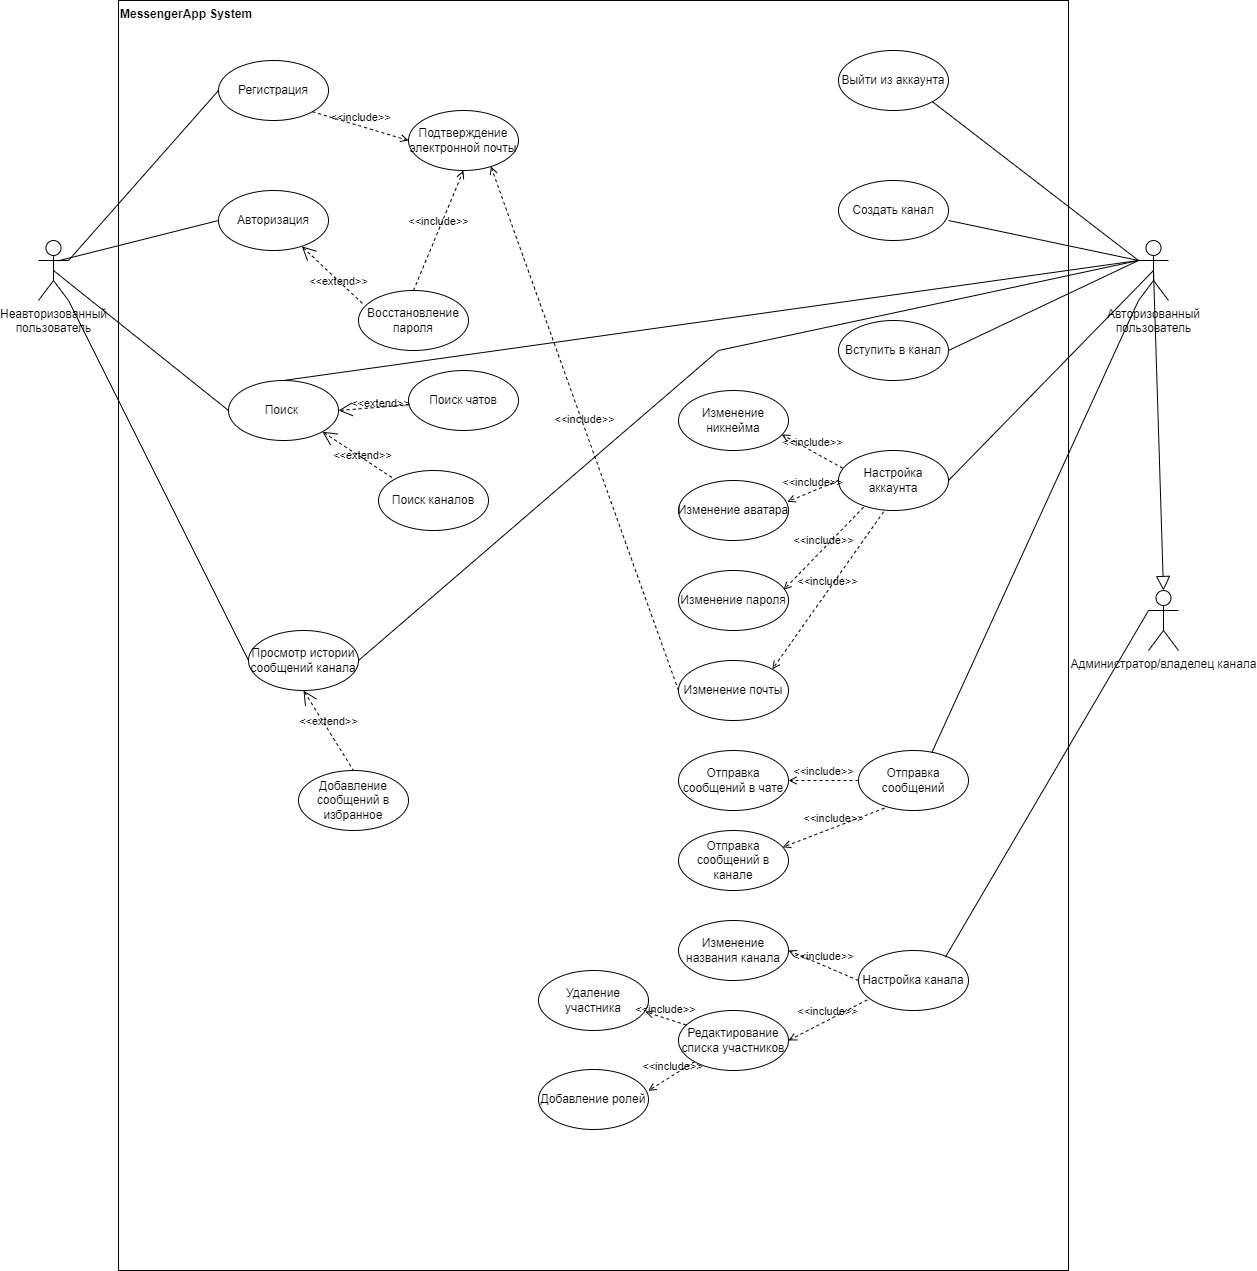 MessengerApp System
Регистрация
<<include>>
Подтверждение
электронной почты
Выйти из аккаунта
Авторизация
<<include>>
<<extend>>
Восстановление
пароля
Создать канал
Неавторизованный
пользователь
Авторизованный
пользователь
Вступить в канал
Поиск
<<extend>>
Поиск чатов
<<extend>>
Поиск каналов
<<include>>
Изменение
никнейма
<<include>>
Настройка
аккаунта
<<include>>
Изменение аватара
<<include>>
Изменение пароля
<<include>>
Изменение почты
Администратор/владелец канала
Просмотр истории
сообщений канала
<<extend>>
Добавление
сообщений в
избранное
Отправка
сообщений в чате
<<include>>
Отправка
сообщений
<<include>>
Отправка
сообщений в
канале
Изменение
названия канала
<<include>>
Настройка канала
<<include>>
Удаление
участника
<<include>>
Редактирование
списка участников
<<include>>
Добавление ролей